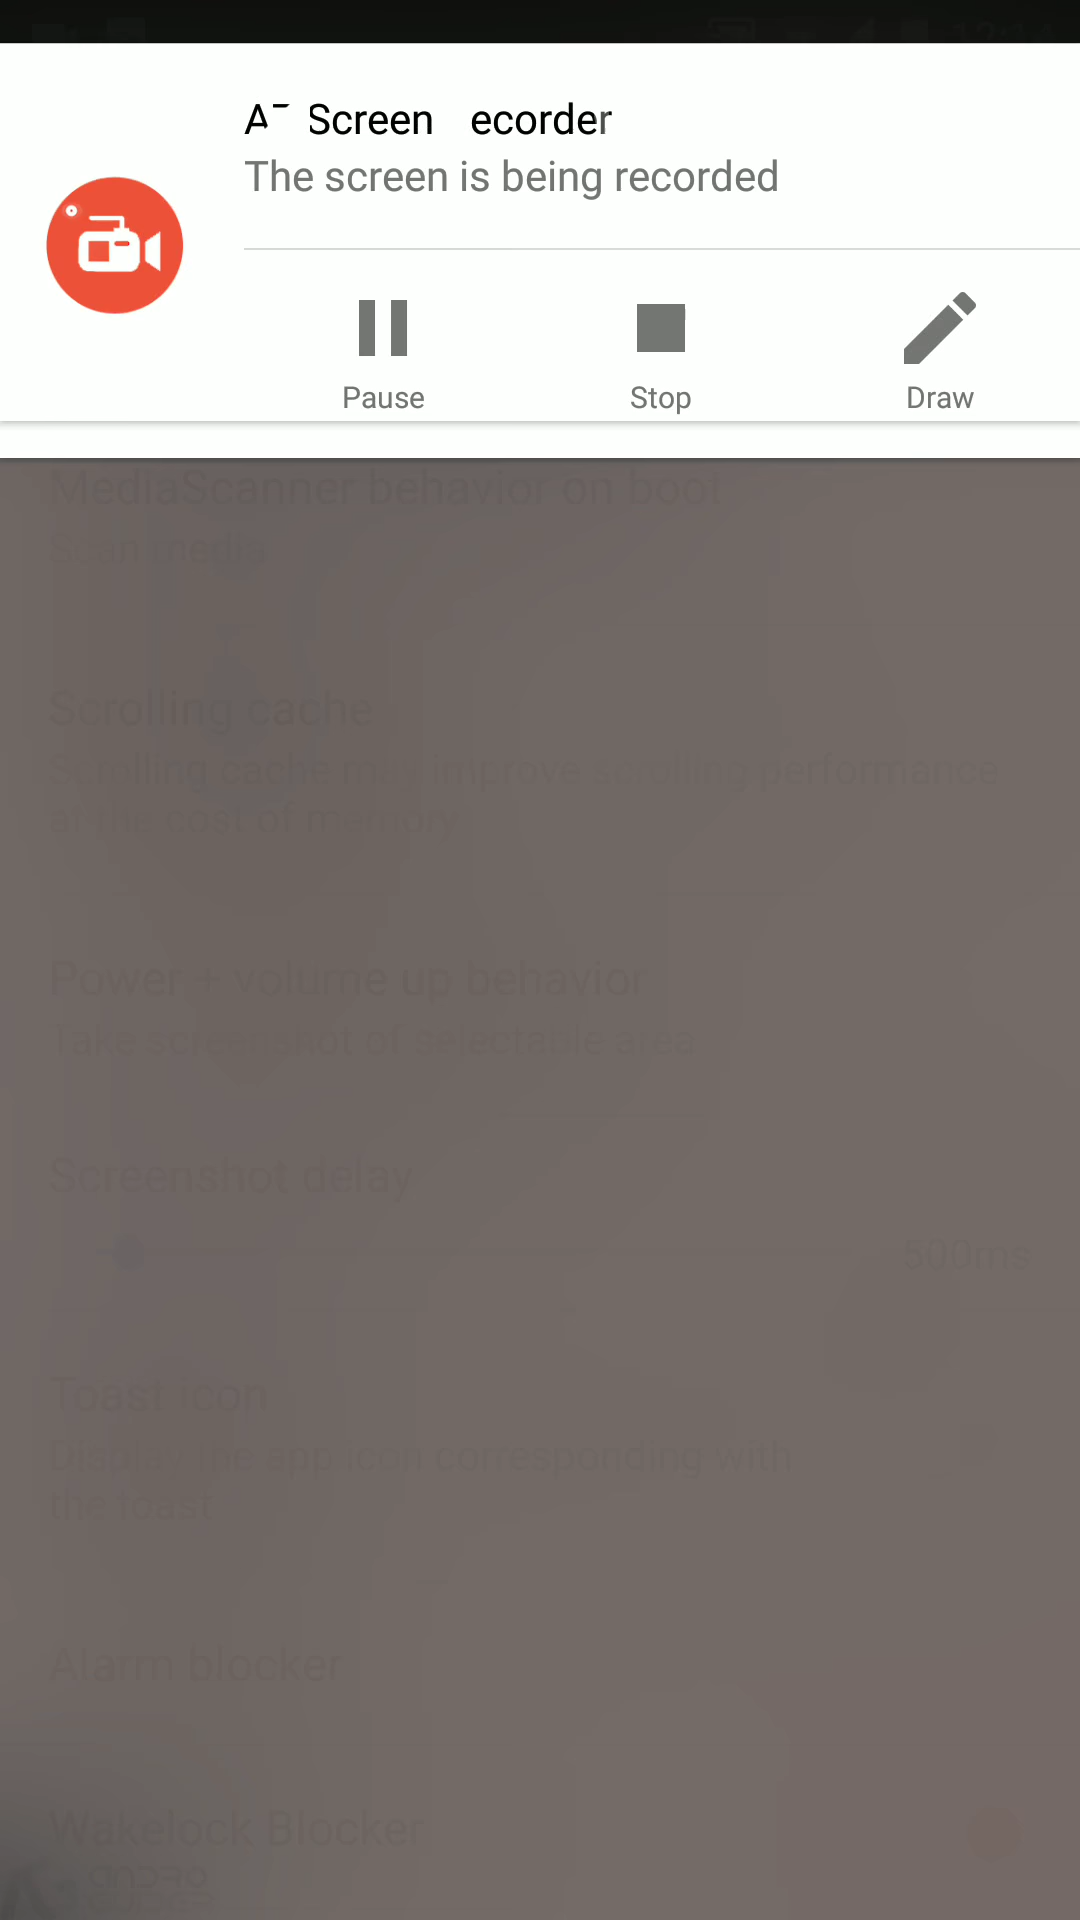 A Screen ecorder
The screen is being recorded
Pause Stop Draw
MediaScanner behavior on boot
Scan media
Scrolling cache
Scrolling cache may improve scrolling performance
at the cost of memory
Power + volume up behavior
Take screenshot of selectable area
Screenshot delay
500ms
Toast icon
Display the app icon corresponding with
the toast
Alarm blocker
Wakelock Blocker